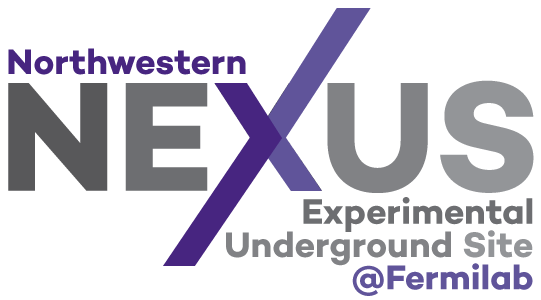 Northwestern
NEXUS
Experimental
Underground Site
@Fermilab